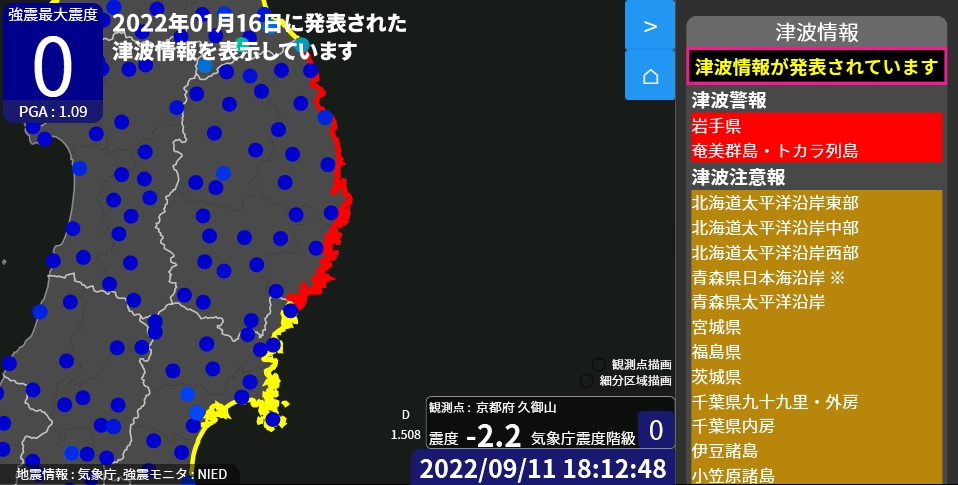 強震最大震度
0
PGA : 1.09
2022年01月16日に発表された
津波情報を表示しています
>
津波情報
津波情報が発表されています
津波警報
岩手県
奄美群島・トカラ列島
津波注意報
北海道太平洋沿岸東部
北海道太平洋沿岸中部
北海道太平洋沿岸西部
青森県日本海沿岸 ※
青森県太平洋沿岸
宮城県
福島県
茨城県
千葉県九十九里・外房
千葉県内房
伊豆諸島
小笠原諸島
観測点描画
細分区域描画
D
1.508
観測点 : 京都府 久御山
震度 -2.2 気象庁震度階級 0
2022/09/11 18:12:48
地震情報 : 気象庁, 強震モニタ : NIED